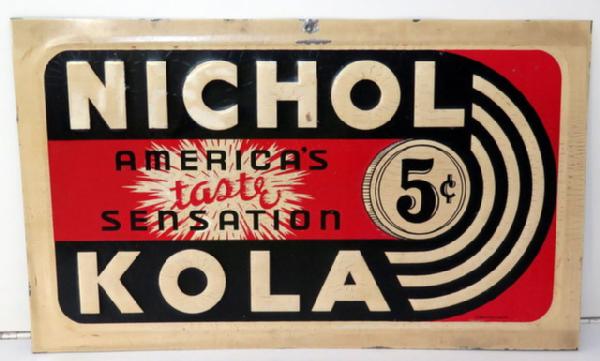 NICHOL
AMERICA'S
taste
SENSATION
5¢
KOLA